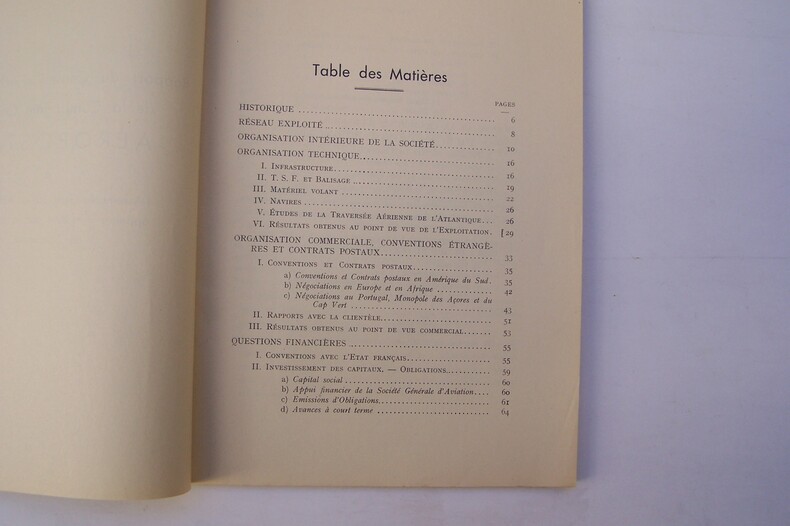 Table des Matières
PAGES
HISTORIQUE 6
RÉSEAU EXPLOITÉ 8
ORGANISATION INTÉRIEURE DE LA SOCIÉTÉ 10
ORGANISATION TECHNIQUE 16
I. INFRASTRUCTURE 16
II. T. S. F. ET BALISAGE 19
III. MATÉRIEL VOLANT 22
IV. NAVIRES 26
V. ÉTUDES DE LA TRAVERSÉE AÉRIENNE DE L'ATLANTIQUE 26
VI. RÉSULTATS OBTENUS AU POINT DE VUE DE L'EXPLOITATION. [29
ORGANISATION COMMERCIALE, CONVENTIONS ÉTRANGÈ-
RES ET CONTRATS POSTAUX 33
I. CONVENTIONS ET CONTRATS POSTAUX 35
a) Conventions et Contrats postaux en Amérique du Sud. 35
b) Négociations en Europe et en Afrique 42
c) Négociations au Portugal, Monopole des Açores et du
Cap Vert 43
II. RAPPORTS AVEC LA CLIENTÈLE 51
III. RÉSULTATS OBTENUS AU POINT DE VUE COMMERCIAL 53
QUESTIONS FINANCIÈRES 55
I. CONVENTIONS AVEC L'ETAT FRANÇAIS 55
II. INVESTISSEMENT DES CAPITAUX, — OBLIGATIONS 59
a) Capital social 60
b) Appui financier de la Société Générale d'Aviation 60
c) Emissions d'Obligations 61
d) Avances à court terme 64